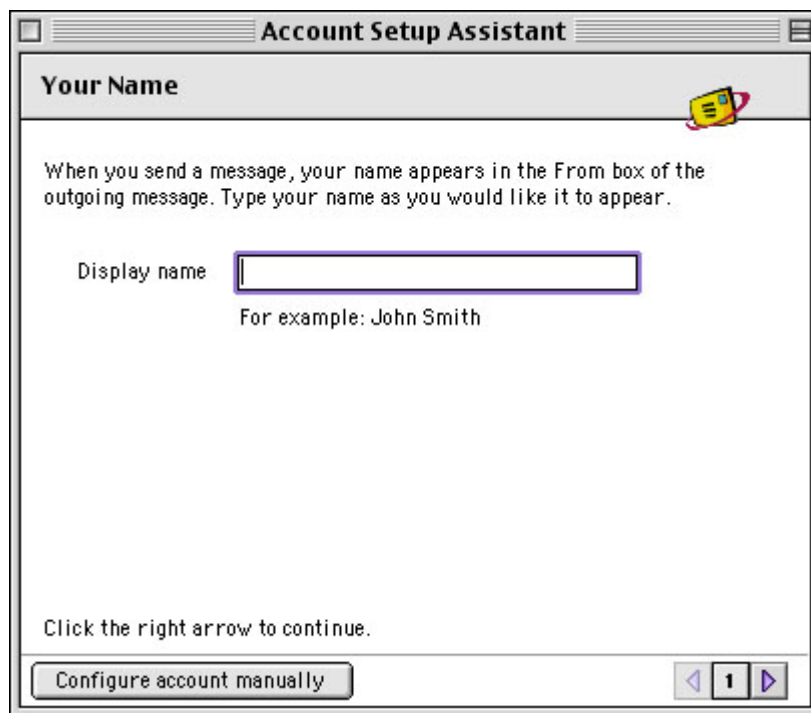 Account Setup Assistant
Your Name
When you send a message, your name appears in the From box of the
outgoing message. Type your name as you would like it to appear.
Display name
For example: John Smith
Click the right arrow to continue.
Configure account manually
1